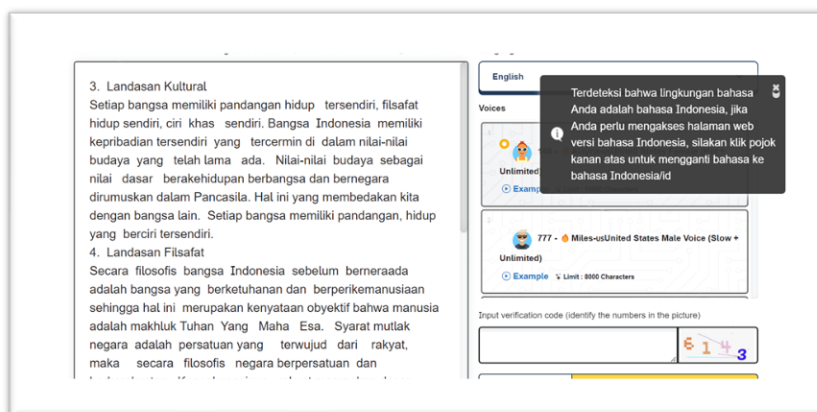 3. Landasan Kultural
Setiap bangsa memiliki pandangan hidup tersendiri, filsafat
hidup sendiri, ciri khas sendiri. Bangsa Indonesia memiliki
kepribadian tersendiri yang tercermin di dalam nilai-nilai
budaya yang telah lama ada. Nilai-nilai budaya sebagai
nilai dasar berakehidupan berbangsa dan bernegara
dirumuskan dalam Pancasila. Hal ini yang membedakan kita
dengan bangsa lain. Setiap bangsa memiliki pandangan, hidup
yang berciri tersendiri.
4. Landasan Filsafat
Secara filosofis bangsa Indonesia sebelum berneraada
adalah bangsa yang berketuhanan dan berperikemanusiaan
sehingga hal ini merupakan kenyataan obyektif bahwa manusia
adalah makhluk Tuhan Yang Maha Esa. Syarat mutlak
negara adalah persatuan yang terwujud dari rakyat,
maka secara filosofis negara berpersatuan dan
English
Voices
Terdeteksi bahwa lingkungan bahasa
Anda adalah bahasa Indonesia, jika
Anda perlu mengakses halaman web
versi bahasa Indonesia, silakan klik pojok
kanan atas untuk mengganti bahasa ke
bahasa Indonesia/id
Unlimited)
Example
777 - Miles-usUnited States Male Voice (Slow +
Unlimited)
Example Limit : 8000 Characters
Input verification code (identify the numbers in the picture)
6 1 4 3